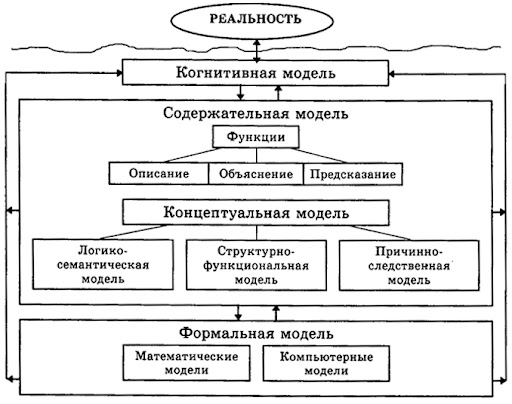 РЕАЛЬНОСТЬ
Когнитивная модель
Содержательная модель
Функции
Описание
Объяснение
Предсказание
Концептуальная модель
Логико-
семантическая
модель
Структурно-
функциональная
модель
Причинно-
следственная
модель
Формальная модель
Математические
модели
Компьютерные
модели